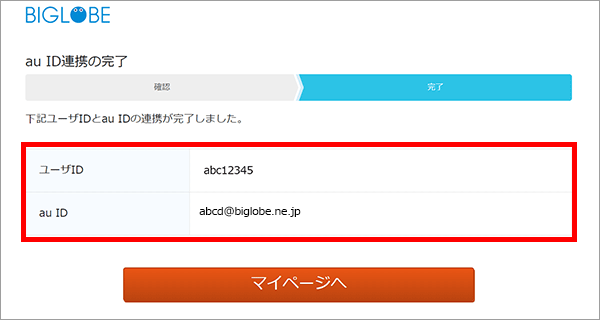 BIGLOBE
au ID連携の完了
確認
完了
下記ユーザIDとau IDの連携が完了しました。
ユーザID abc12345
au ID abcd@biglobe.ne.jp
マイページへ